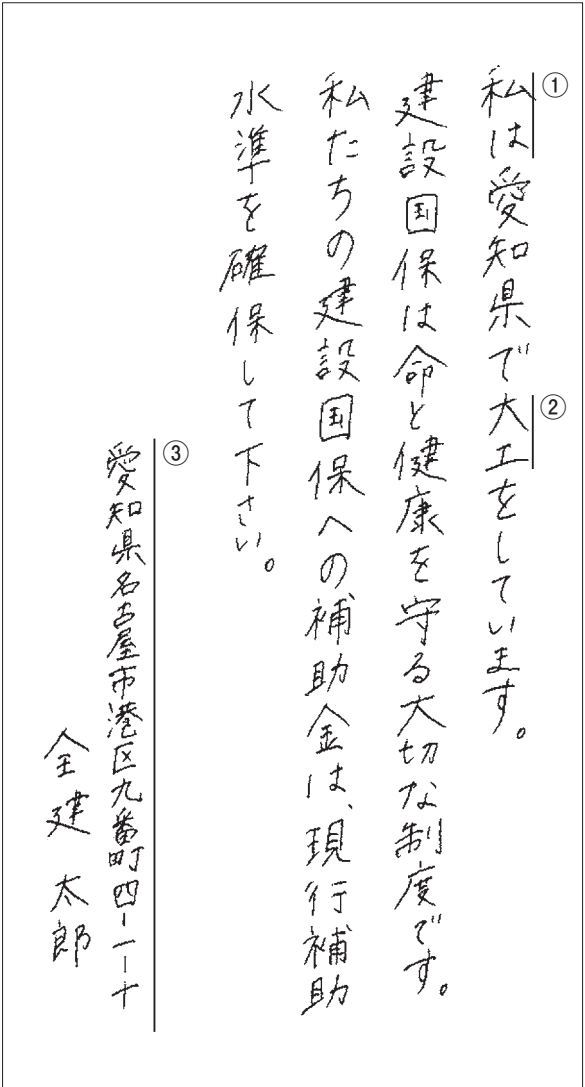 ①
私は愛知県で大工をしています。
②
建設国保は命と健康を守る大切な制度です。
私たちの建設国保への補助金は、現行補助
水準を確保して下さい。
③
愛知県名古屋市港区九番町四ー一ー十
全建 太郎